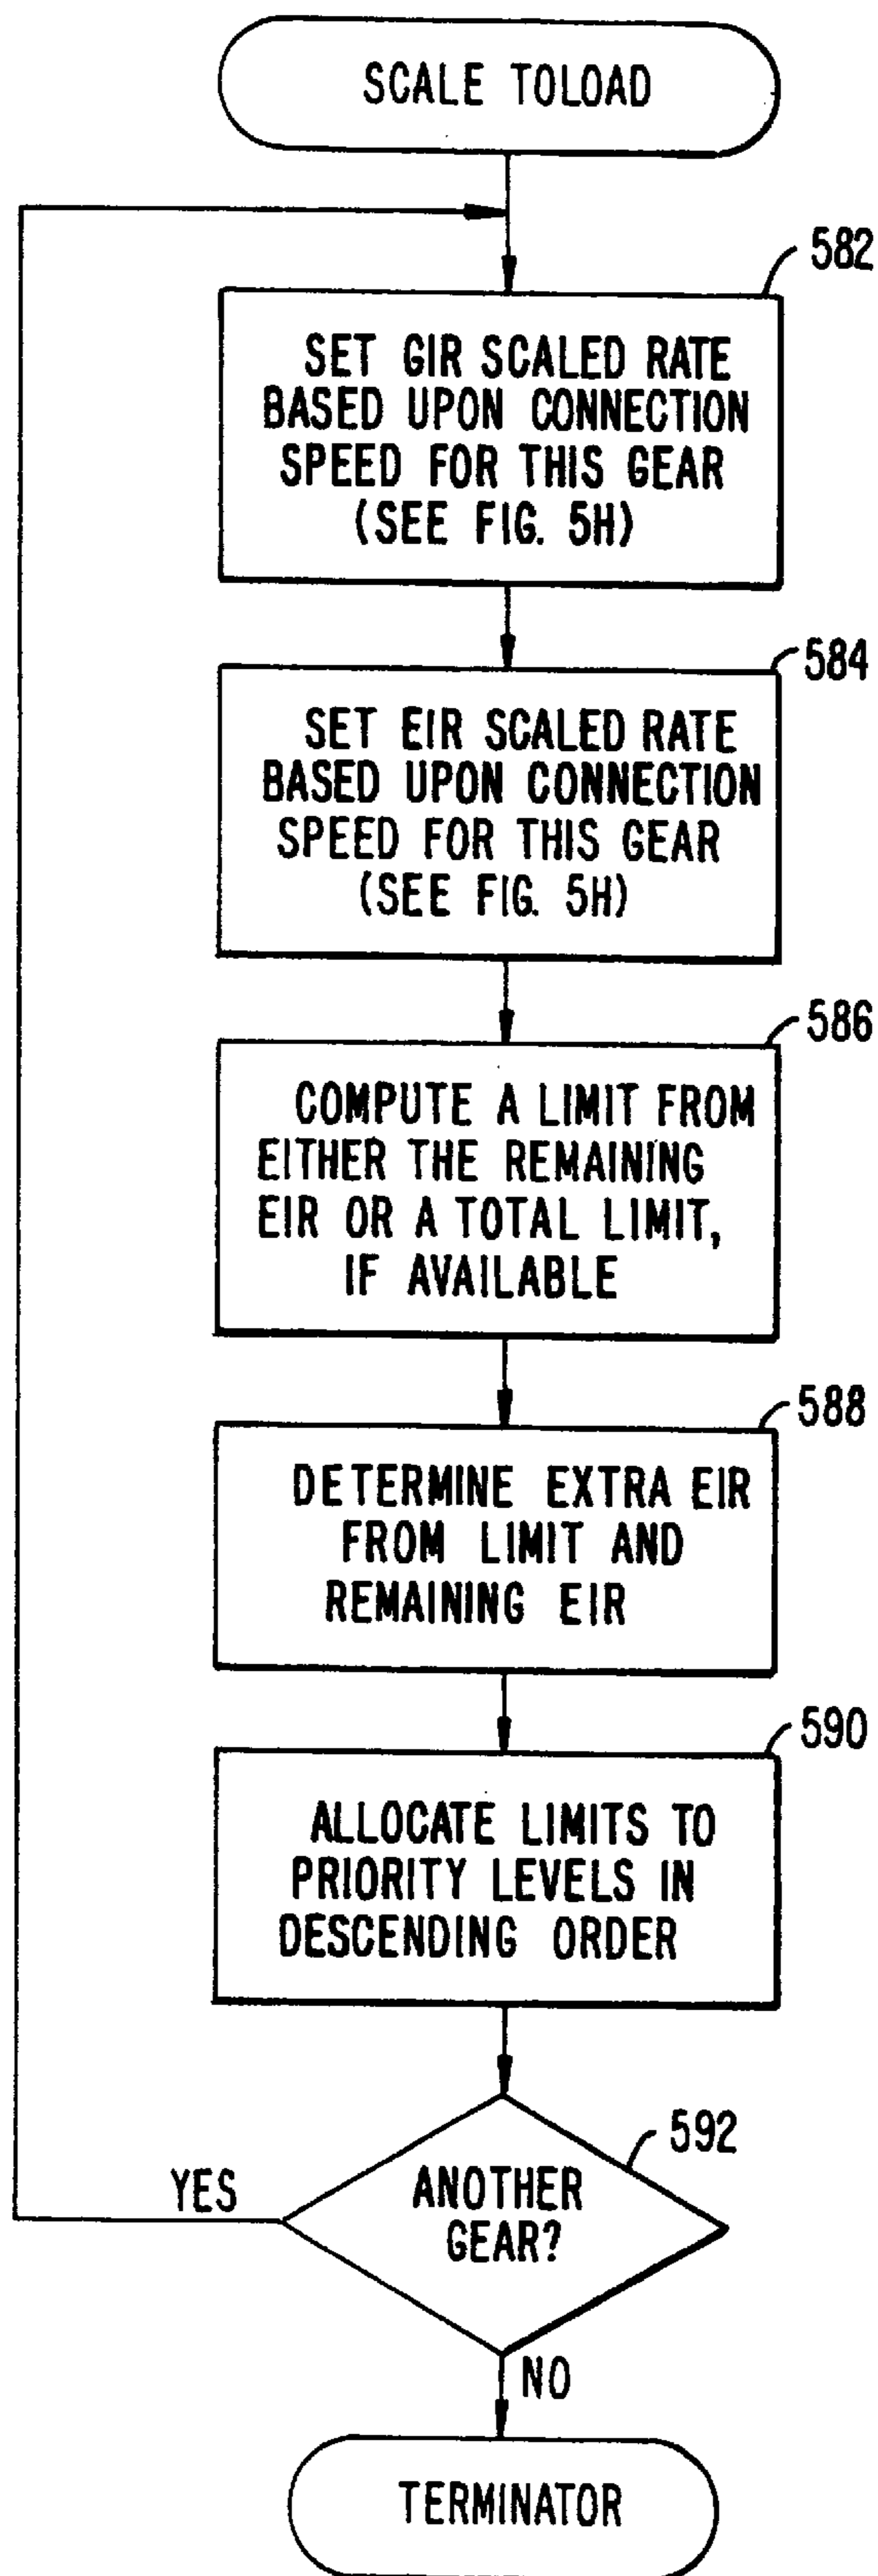 SCALE TOLOAD
582
SET GIR SCALED RATE
BASED UPON CONNECTION
SPEED FOR THIS GEAR
(SEE FIG. 5H)
584
SET EIR SCALED RATE
BASED UPON CONNECTION
SPEED FOR THIS GEAR
(SEE FIG. 5H)
586
COMPUTE A LIMIT FROM
EITHER THE REMAINING
EIR OR A TOTAL LIMIT,
IF AVAILABLE
588
DETERMINE EXTRA EIR
FROM LIMIT AND
REMAINING EIR
590
ALLOCATE LIMITS TO
PRIORITY LEVELS IN
DESCENDING ORDER
592
YES
ANOTHER
GEAR?
NO
TERMINATOR